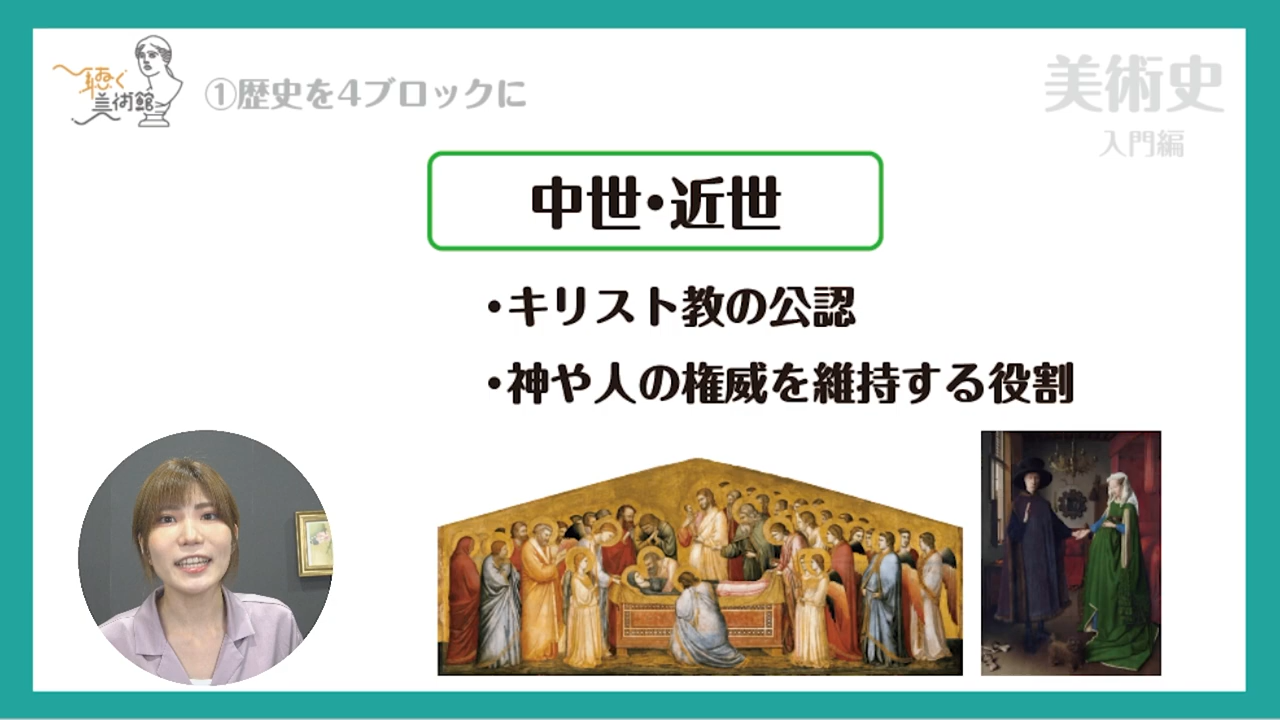 聴く
美術館
①歴史を4ブロックに
美術史
入門編
中世・近世
・キリスト教の公認
・神や人の権威を維持する役割